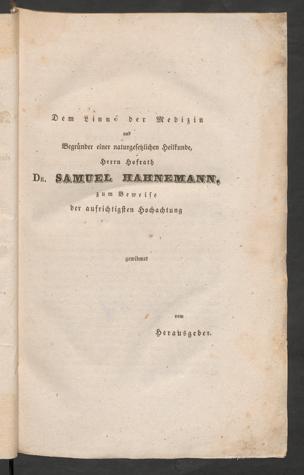 Dem Linné der Medizin
und
Begründer einer naturgesetzlichen Heilkunde,
Herrn Hofrath
DR. SAMUEL HAHNEMANN,
zum Beweise
der aufrichtigsten Hochachtung
gewidmet
vom
Herausgeber.